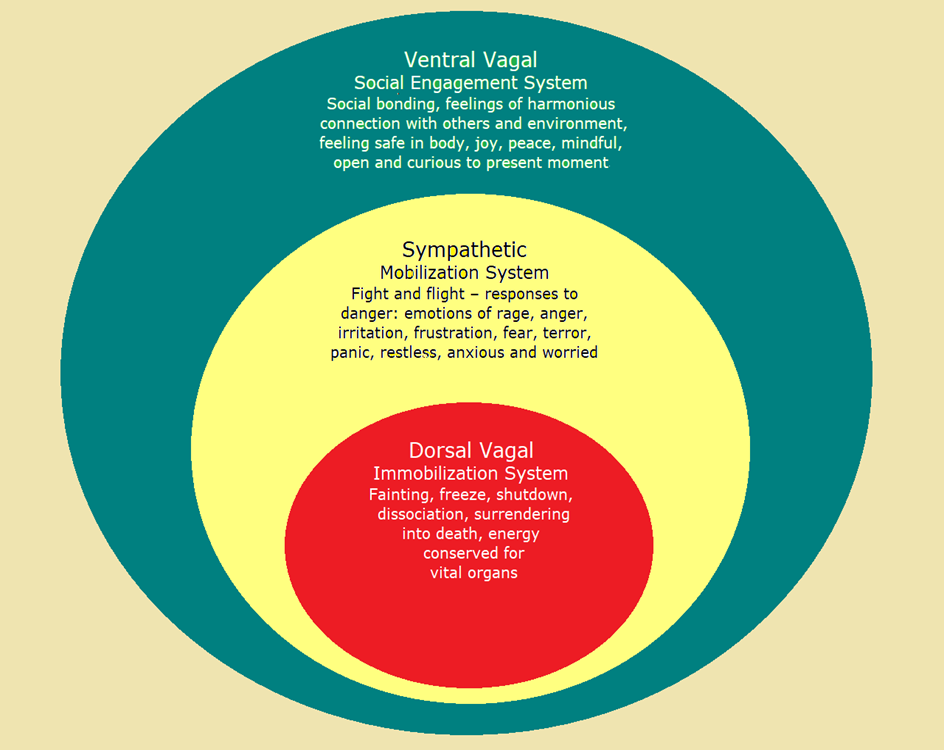 Ventral Vagal
Social Engagement System
Social bonding, feelings of harmonious
connection with others and environment,
feeling safe in body, joy, peace, mindful,
open and curious to present moment
Sympathetic
Mobilization System
Fight and flight – responses to
danger: emotions of rage, anger,
irritation, frustration, fear, terror,
panic, restless, anxious and worried
Dorsal Vagal
Immobilization System
Fainting, freeze, shutdown,
dissociation, surrendering
into death, energy
conserved for
vital organs